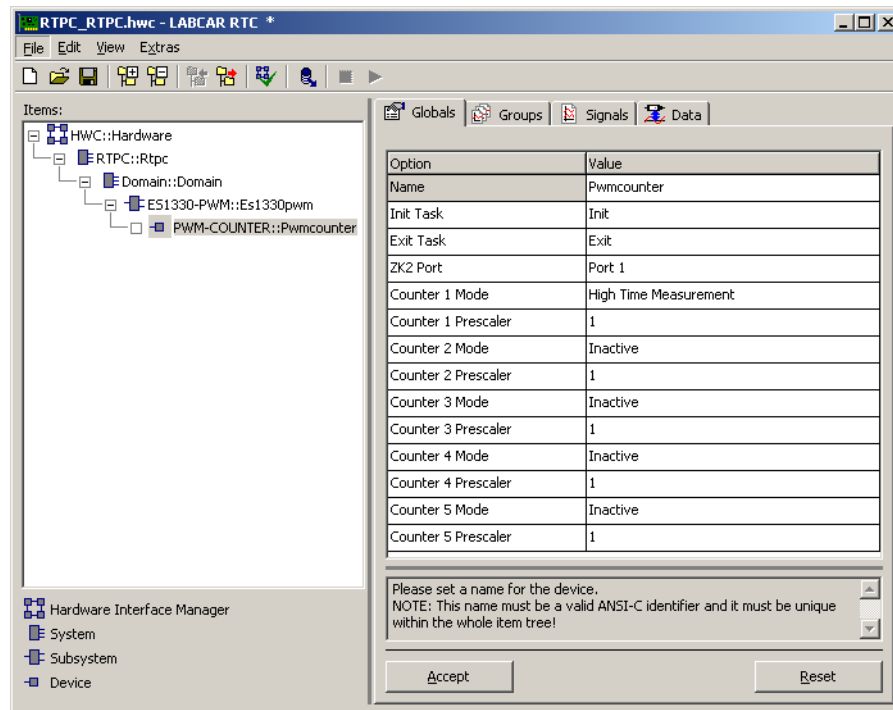 RTPC_RTPC.hwc - LABCAR RTC *
File Edit View Extras
Items:
HWC::Hardware
RTPC::Rtpc
Domain::Domain
ES1330-PWM::Es1330pwm
PWM-COUNTER::Pwmcounter
Hardware Interface Manager
System
Subsystem
Device
Globals Groups Signals Data
Option Value
Name Pwmcounter
Init Task Init
Exit Task Exit
ZK2 Port Port 1
Counter 1 Mode High Time Measurement
Counter 1 Prescaler 1
Counter 2 Mode Inactive
Counter 2 Prescaler 1
Counter 3 Mode Inactive
Counter 3 Prescaler 1
Counter 4 Mode Inactive
Counter 4 Prescaler 1
Counter 5 Mode Inactive
Counter 5 Prescaler 1
Please set a name for the device.
NOTE: This name must be a valid ANSI-C identifier and it must be unique
within the whole item tree!
Accept Reset